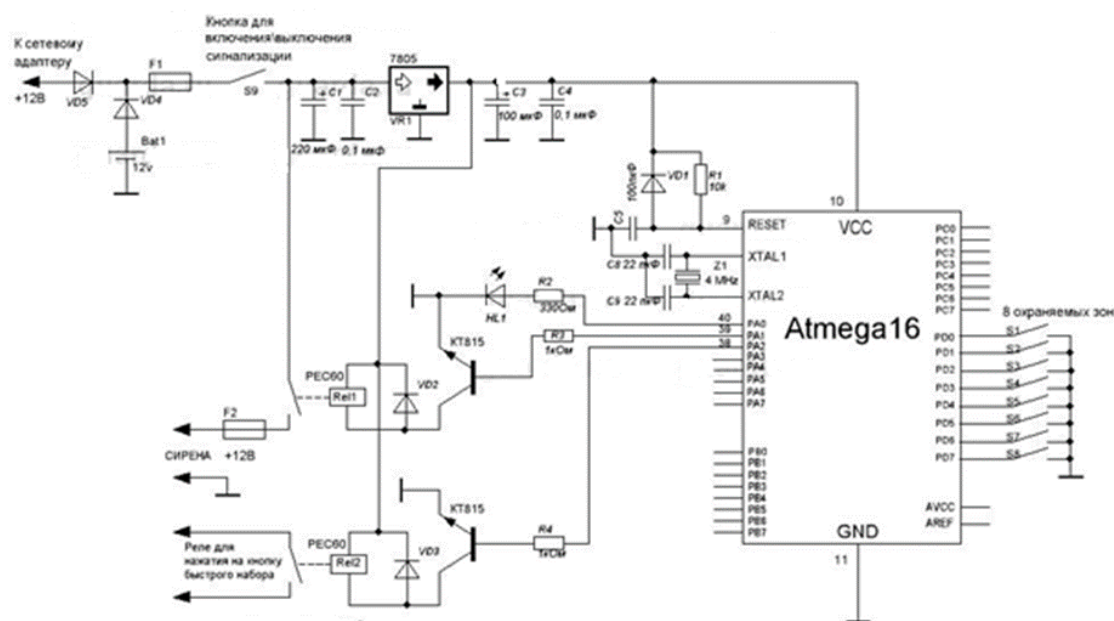 К сетевому
адаптеру
+12В
VD5
VD4
F1
Bat1
12v
Кнопка для
включения\выключения
сигнализации
S9
+ C1
220 мкФ
C2
0,1 мкФ
7805
VR1
+ C3
100 мкФ
C4
0,1 мкФ
100пкФ
C5
VD1
R1
10k
C8 22 пкФ
C9 22 пкФ
Z1
4 MHz
HL1
R2
330Ом
R3
1кОм
KT815
VD2
РЕС60
Rel1
F2
СИРЕНА
+12В
KT815
R4
1кОм
VD3
РЕС60
Rel2
Реле для
нажатия на кнопку
быстрого набора
Atmega16
10
VCC
9
RESET
XTAL1
XTAL2
40
PA0
39
PA1
38
PA2
PA3
PA4
PA5
PA6
PA7
PB0
PB1
PB2
PB3
PB4
PB5
PB6
PB7
PC0
PC1
PC2
PC3
PC4
PC5
PC6
PC7
8 охраняемых зон
PD0 S1
PD1 S2
PD2 S3
PD3 S4
PD4 S5
PD5 S6
PD6 S7
PD7 S8
AVCC
AREF
GND
11